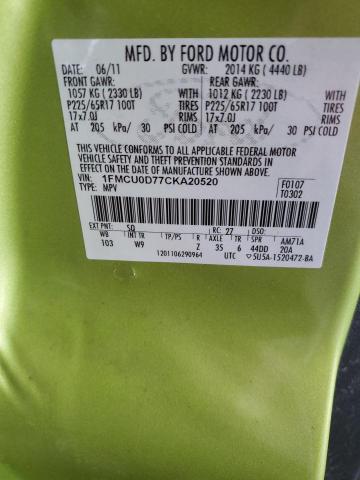 MFD. BY FORD MOTOR CO.
DATE: 06/11 GVWR: 2014 KG ( 4440 LB)
FRONT GAWR: REAR GAWR:
1057 KG ( 2330 LB) WITH 1012 KG ( 2230 LB) WITH
P225/65R17 100T TIRES P225/65R17 100T TIRES
17x7.0J RIMS 17x7.0J RIMS
AT 205 kPa/ 30 PSI COLD AT 205 kPa/ 30 PSI COLD
THIS VEHICLE CONFORMS TO ALL APPLICABLE FEDERAL MOTOR
VEHICLE SAFETY AND BUMPER STANDARDS IN EFFECT ON THE DATE OF
MANUFACTURE SHOWN ABOVE.
VIN: 1FMCU0D77CKA20520 F0107
TYPE: MPV T0302
EXT PNT: SQ RC: 27 DSO:
WB INT TR TP/PS R AXLE TR SPR AM71A
103 W9 Z 35 6 44DD 20A
1201106290964 UTC 5U5A-1520472-BA